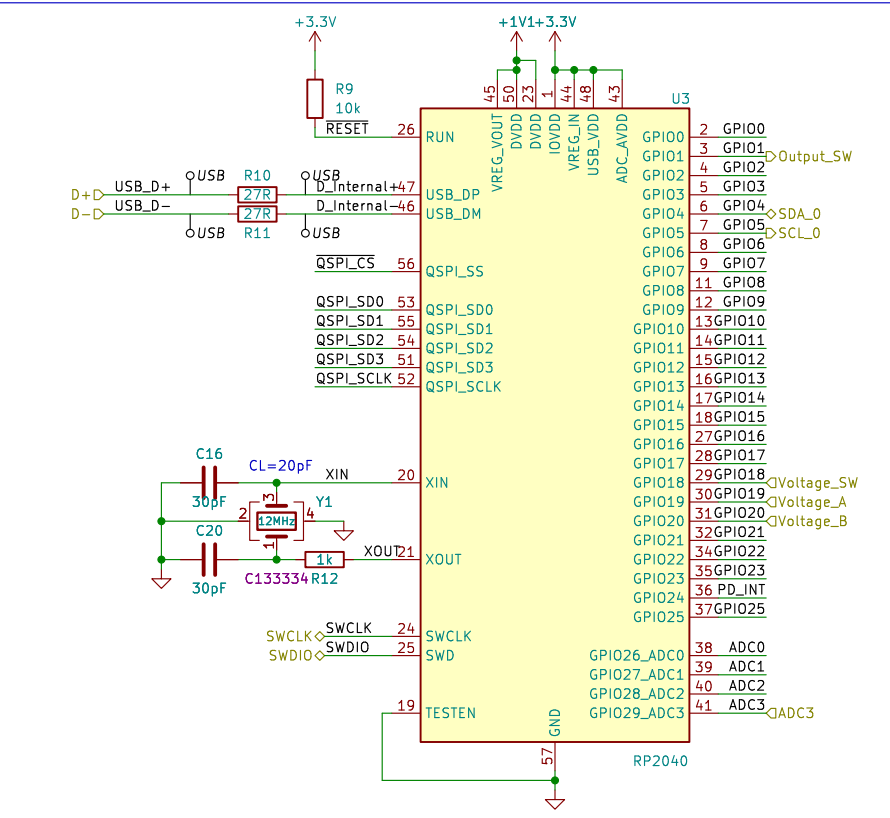 +3.3V
+1V1
+3.3V
R9
10k
RESET
26 RUN
45 VREG_VOUT
50 DVDD
23 DVDD
1 IOVDD
44 VREG_IN
48 USB_VDD
43 ADC_AVDD
U3
D+ USB_D+ USB R10 27R USB D_Internal+ 47 USB_DP
D- USB_D- USB 27R R11 USB D_Internal- 46 USB_DM
QSPI_CS 56 QSPI_SS
QSPI_SD0 53 QSPI_SD0
QSPI_SD1 55 QSPI_SD1
QSPI_SD2 54 QSPI_SD2
QSPI_SD3 51 QSPI_SD3
QSPI_SCLK 52 QSPI_SCLK
C16
30pF
CL=20pF
XIN 20 XIN
3
2 12MHz 4
Y1
1
C20
30pF
C133334
1k
R12
XOUT 21 XOUT
SWCLK SWCLK 24 SWCLK
SWDIO SWDIO 25 SWD
19 TESTEN
GND
57
RP2040
GPIO0 2 GPIO0
GPIO1 3 GPIO1 Output_SW
GPIO2 4 GPIO2
GPIO3 5 GPIO3
GPIO4 6 GPIO4 SDA_0
GPIO5 7 GPIO5 SCL_0
GPIO6 8 GPIO6
GPIO7 9 GPIO7
GPIO8 11 GPIO8
GPIO9 12 GPIO9
GPIO10 13 GPIO10
GPIO11 14 GPIO11
GPIO12 15 GPIO12
GPIO13 16 GPIO13
GPIO14 17 GPIO14
GPIO15 18 GPIO15
GPIO16 27 GPIO16
GPIO17 28 GPIO17
GPIO18 29 GPIO18 Voltage_SW
GPIO19 30 GPIO19 Voltage_A
GPIO20 31 GPIO20 Voltage_B
GPIO21 32 GPIO21
GPIO22 34 GPIO22
GPIO23 35 GPIO23
GPIO24 36 PD_INT
GPIO25 37 GPIO25
GPIO26_ADC0 38 ADC0
GPIO27_ADC1 39 ADC1
GPIO28_ADC2 40 ADC2
GPIO29_ADC3 41 ADC3 ADC3